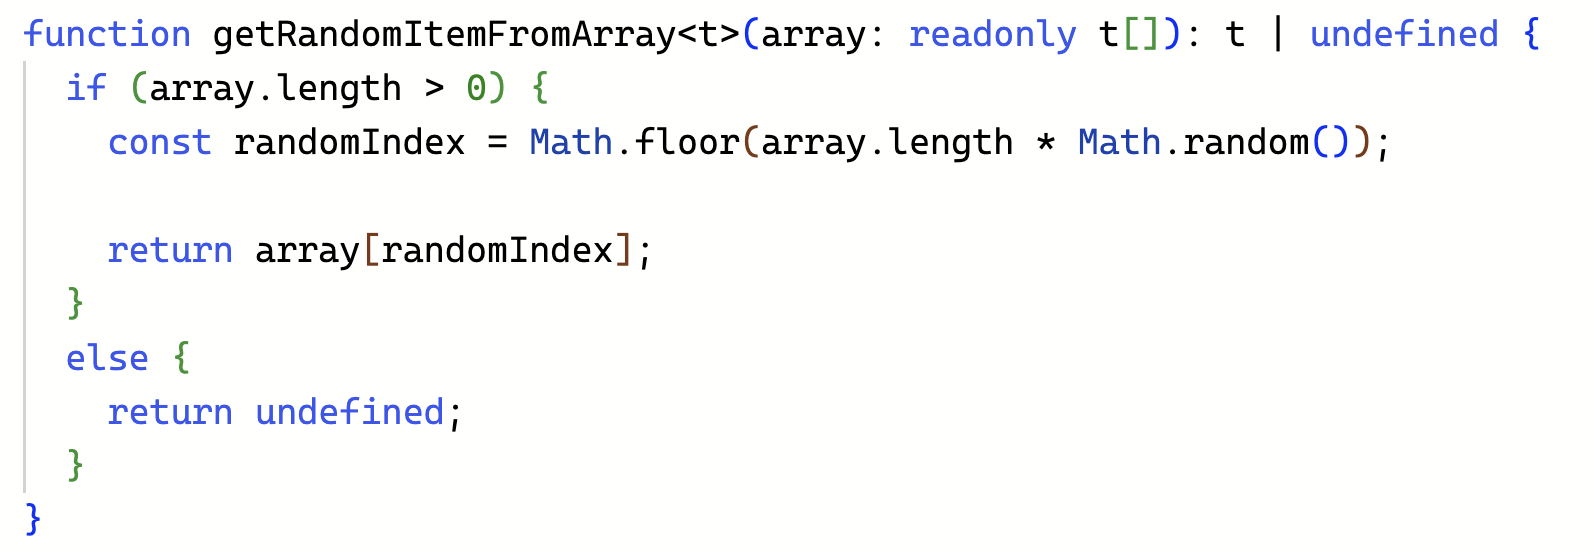 function getRandomItemFromArray<t>(array: readonly t[]): t | undefined {
  if (array.length > 0) {
    const randomIndex = Math.floor(array.length * Math.random());

    return array[randomIndex];
  }
  else {
    return undefined;
  }
}